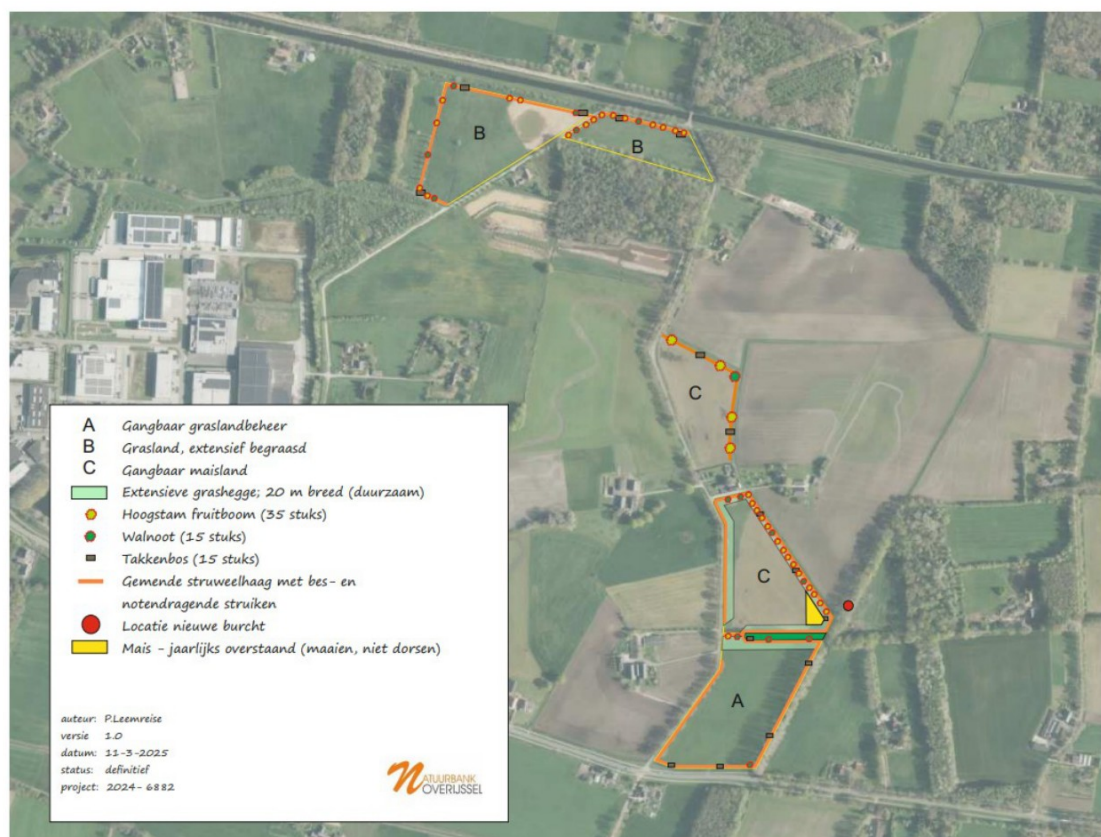 B
B
C
C
A
A Gangbaar graslandbeheer
B Grasland, extensief begraasd
C Gangbaar maisland
Extensieve grashegge; 20 m breed (duurzaam)
Hoogstam fruitboom (35 stuks)
Walnoot (15 stuks)
Takkenbos (15 stuks)
Gemende struweelhaag met bes- en
notendragende struiken
Locatie nieuwe burcht
Mais - jaarlijks overstaand (maaien, niet dorsen)
auteur: P.Leemreise
versie 1.0
datum: 11-3-2025
status: definitief
project: 2024- 6882
NATUURBANK
OVERIJSSEL